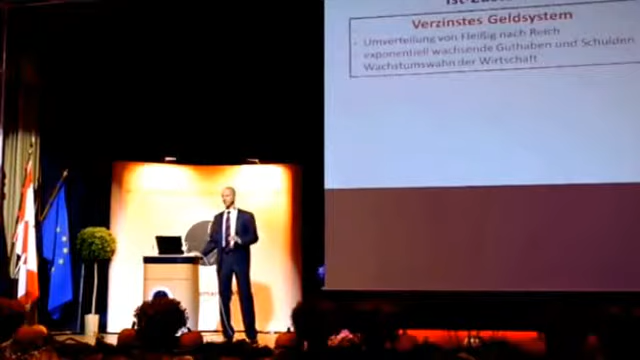 Verzinstes Geldsystem
Umverteilung von Fleißig nach Reich
exponentiell wachsende Guthaben und Schulden
Wachstumswahn der Wirtschaft